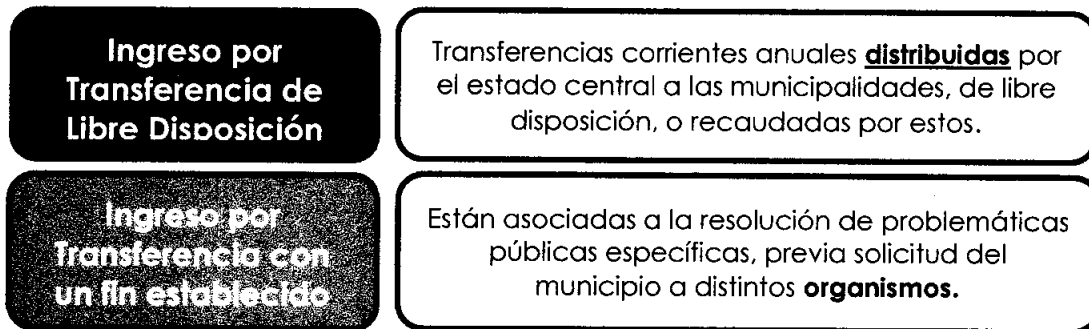 Ingreso por
Transferencia de
Libre Disposición
Transferencias corrientes anuales distribuidas por
el estado central a las municipalidades, de libre
disposición, o recaudadas por estos.
Ingreso por
Transferencia con
un fin establecido
Están asociadas a la resolución de problemáticas
públicas específicas, previa solicitud del
municipio a distintos organismos.